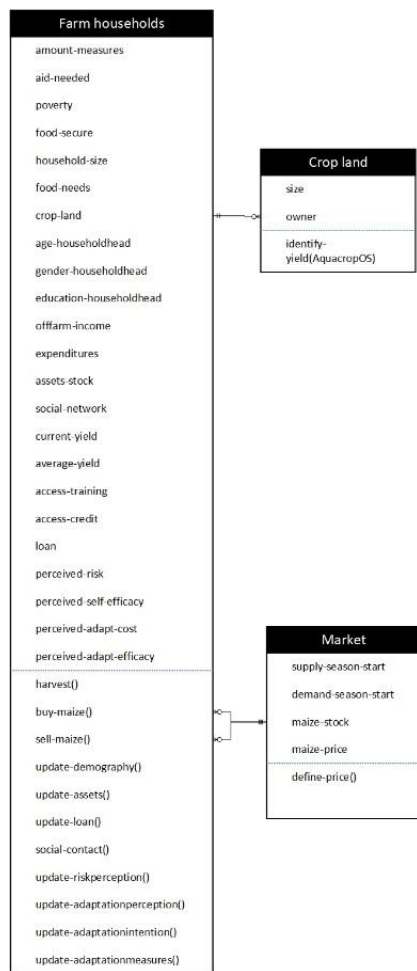 Farm households
amount-measures
aid-needed
poverty
food-secure
household-size
food-needs
crop-land
age-householdhead
gender-householdhead
education-householdhead
offfarm-income
expenditures
assets-stock
social-network
current-yield
average-yield
access-training
access-credit
loan
perceived-risk
perceived-self-efficacy
perceived-adapt-cost
perceived-adapt-efficacy
harvest()
buy-maize()
sell-maize()
update-demography()
update-assets()
update-loan()
social-contact()
update-riskperception()
update-adaptationperception()
update-adaptationintention()
update-adaptationmeasures()
Crop land
size
owner
identify-
yield(AquacropOS)
Market
supply-season-start
demand-season-start
maize-stock
maize-price
define-price()